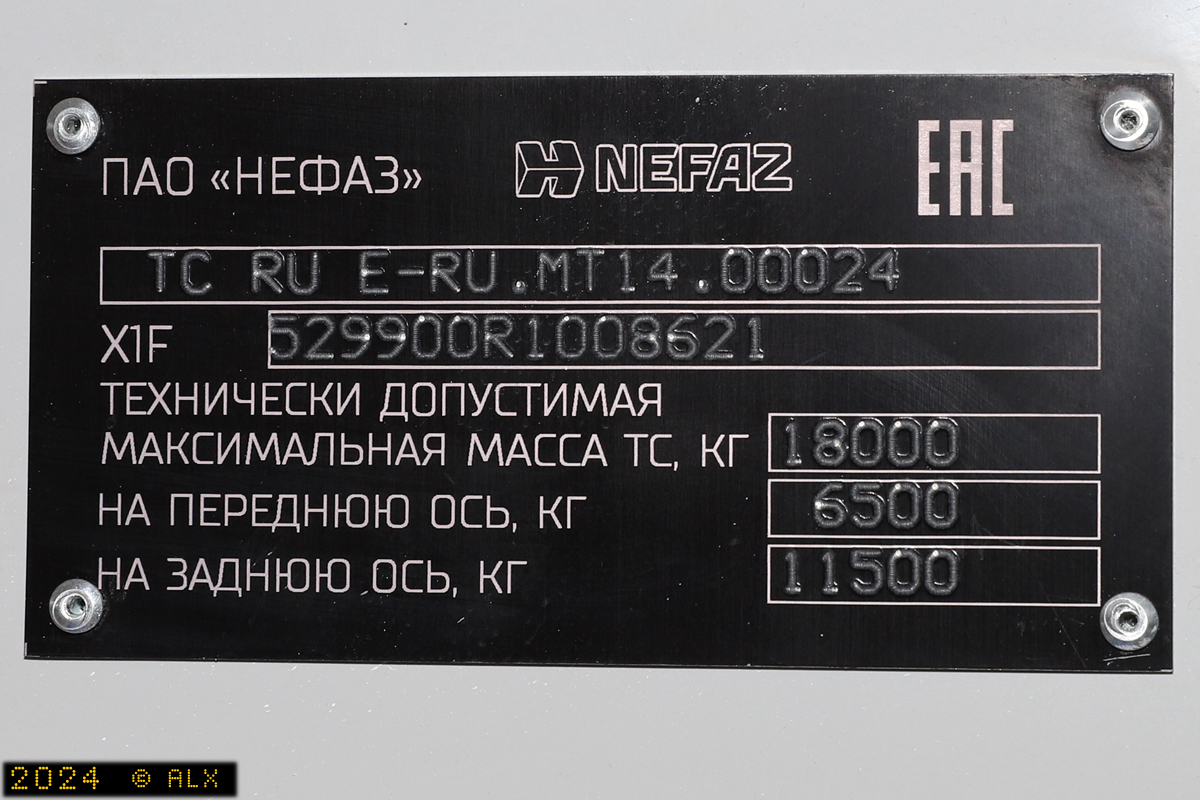 ПАО «НЕФАЗ» NEFAZ EAC
ТС RU E-RU.MT14.00024
X1F 529900R1008621
ТЕХНИЧЕСКИ ДОПУСТИМАЯ
МАКСИМАЛЬНАЯ МАССА ТС, КГ 18000
НА ПЕРЕДНЮЮ ОСЬ, КГ 6500
НА ЗАДНЮЮ ОСЬ, КГ 11500
2024 © ALX